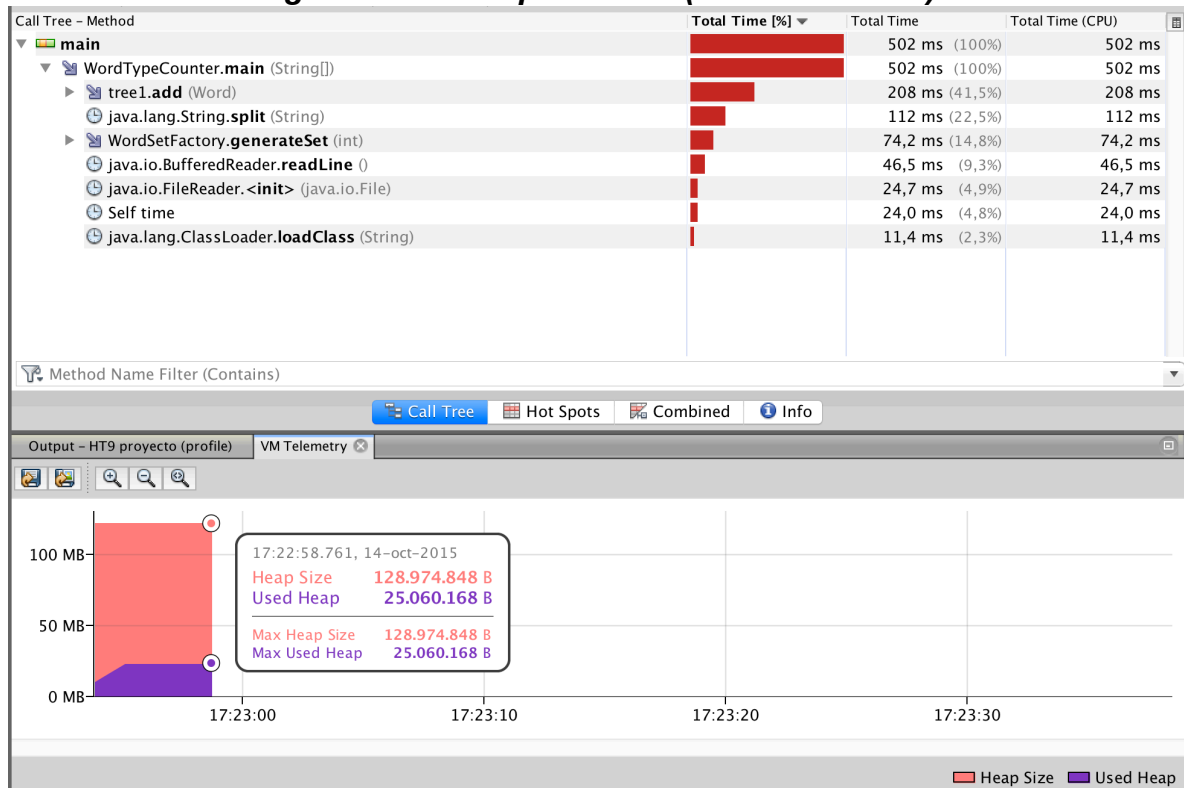 Call Tree – Method Total Time [%] Total Time Total Time (CPU)
main 502 ms (100%) 502 ms
WordTypeCounter.main (String[]) 502 ms (100%) 502 ms
tree1.add (Word) 208 ms (41,5%) 208 ms
java.lang.String.split (String) 112 ms (22,5%) 112 ms
WordSetFactory.generateSet (int) 74,2 ms (14,8%) 74,2 ms
java.io.BufferedReader.readLine () 46,5 ms (9,3%) 46,5 ms
java.io.FileReader.<init> (java.io.File) 24,7 ms (4,9%) 24,7 ms
Self time 24,0 ms (4,8%) 24,0 ms
java.lang.ClassLoader.loadClass (String) 11,4 ms (2,3%) 11,4 ms
Method Name Filter (Contains)
Call Tree Hot Spots Combined Info
Output – HT9 proyecto (profile) VM Telemetry
100 MB
50 MB
0 MB
17:22:58.761, 14-oct-2015
Heap Size 128.974.848 B
Used Heap 25.060.168 B
Max Heap Size 128.974.848 B
Max Used Heap 25.060.168 B
17:23:00 17:23:10 17:23:20 17:23:30
Heap Size Used Heap